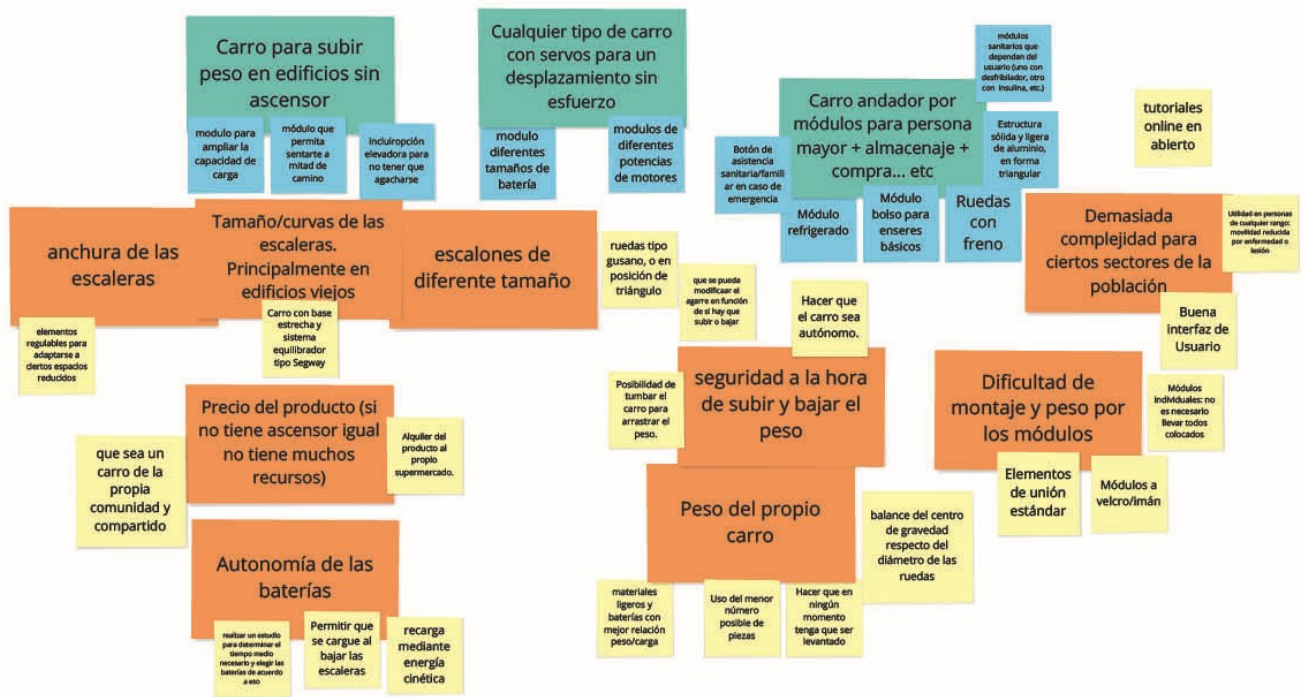 Carro para subir
peso en edificios sin
ascensor
modulo para
ampliar la
capacidad de
carga
módulo que
permita
sentarte a
mitad de
camino
incluiropción
elevadora para
no tener que
agacharse
Cualquier tipo de carro
con servos para un
desplazamiento sin
esfuerzo
modulo
diferentes
tamaños de
batería
modulos de
diferentes
potencias
de motores
módulos
sanitarios que
dependan del
usuario (uno con
desfribilador, otro
con insulina, etc.)
Carro andador por
módulos para persona
mayor + almacenaje +
compra... etc
Botón de
asistencia
sanitaria/famili
ar en caso de
emergencia
Módulo
refrigerado
Módulo
bolso para
enseres
básicos
Ruedas
con
freno
Estructura
sólida y ligera
de aluminio,
en forma
triangular
tutoriales
online en
abierto
anchura de las
escaleras
elementos
regulables para
adaptarse a
ciertos espacios
reducidos
Tamaño/curvas de las
escaleras.
Principalmente en
edificios viejos
Carro con base
estrecha y
sistema
equilibrador
tipo Segway
escalones de
diferente tamaño
ruedas tipo
gusano, o en
posición de
triángulo
que se pueda
modificaar el
agarre en función
de si hay que
subir o bajar
Hacer que
el carro sea
autónomo.
Demasiada
complejidad para
ciertos sectores de la
población
Utilidad en personas
de cualquier rango:
movilidad reducida
por enfermedad o
lesión
Buena
interfaz de
Usuario
Precio del producto (si
no tiene ascensor igual
no tiene muchos
recursos)
que sea un
carro de la
propia
comunidad y
compartido
Alquiler del
producto al
propio
supermercado.
Posibilidad de
tumbar el
carro para
arrastrar el
peso.
seguridad a la hora
de subir y bajar el
peso
Dificultad de
montaje y peso por
los módulos
Módulos
individuales: no
es necesario
llevar todos
colocados
Elementos
de unión
estándar
Módulos a
velcro/imán
Autonomía de las
baterías
realizar un estudio
para determinar el
tiempo medio
necesario y elegir las
baterías de acuerdo
a eso
Permitir que
se cargue al
bajar las
escaleras
recarga
mediante
energía
cinética
Peso del propio
carro
balance del centro
de gravedad
respecto del
diámetro de las
ruedas
materiales
ligeros y
baterías con
mejor relación
peso/carga
Uso del menor
número
posible de
piezas
Hacer que en
ningún
momento
tenga que ser
levantado